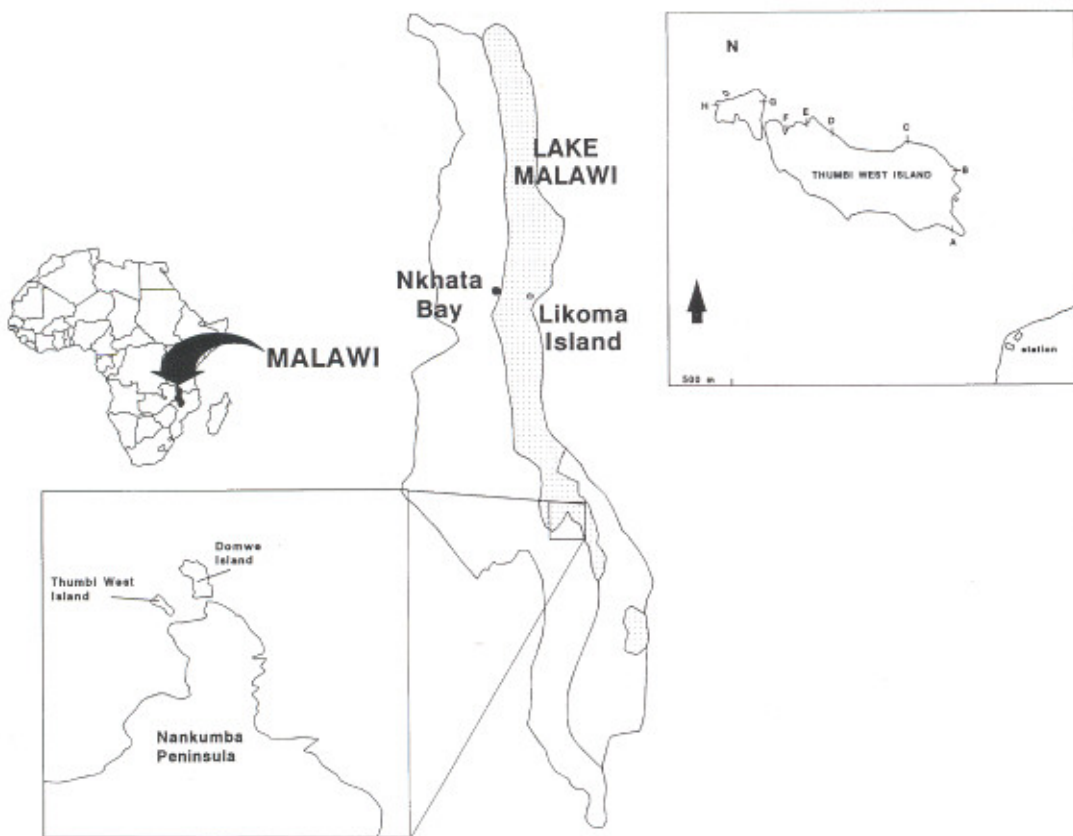 LAKE
MALAWI
Nkhata
Bay
Likoma
Island
MALAWI
N
H
G
F
E
D
C
THUMBI WEST ISLAND
B
A
station
500 m
Domwe
Island
Thumbi West
Island
Nankumba
Peninsula